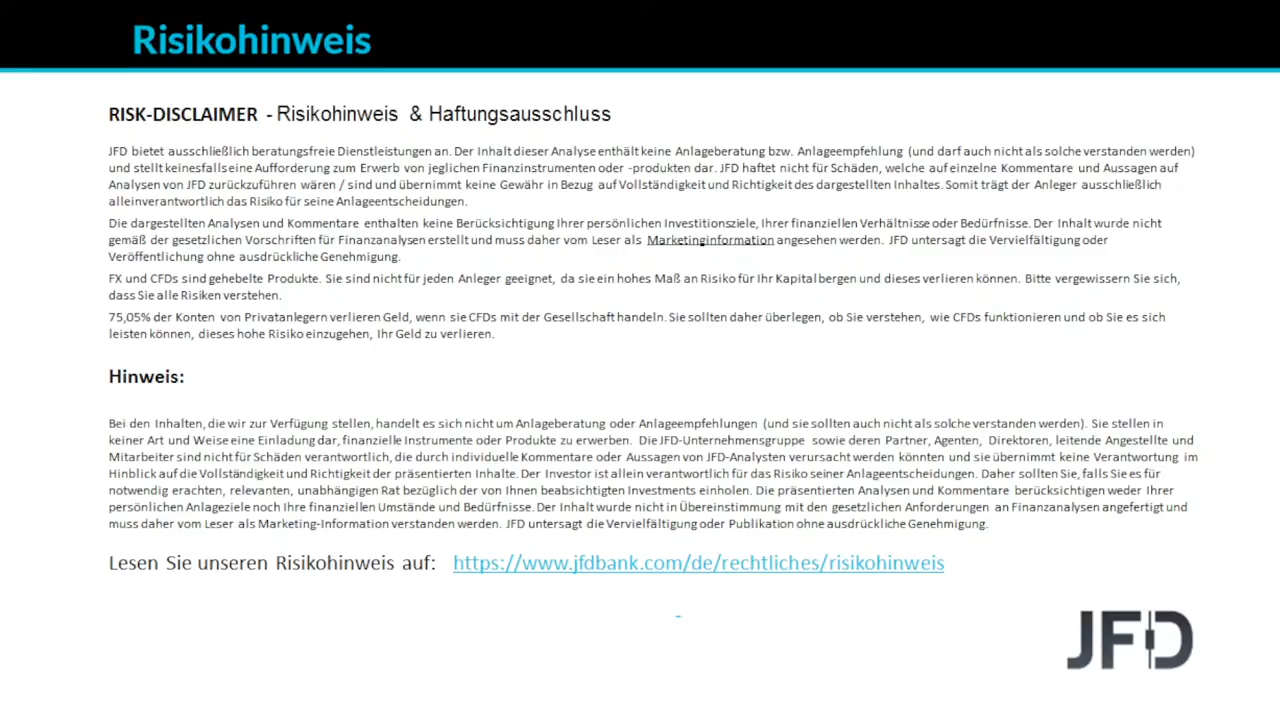 Risikohinweis
RISK-DISCLAIMER - Risikohinweis & Haftungsausschluss
JFD bietet ausschließlich beratungsfreie Dienstleistungen an. Der Inhalt dieser Analyse enthält keine Anlageberatung bzw. Anlageempfehlung (und darf auch nicht als solche verstanden werden)
und stellt keinesfalls eine Aufforderung zum Erwerb von jeglichen Finanzinstrumenten oder -produkten dar. JFD haftet nicht für Schäden, welche auf einzelne Kommentare und Aussagen auf
Analysen von JFD zurückzuführen wären / sind und übernimmt keine Gewähr in Bezug auf Vollständigkeit und Richtigkeit des dargestellten Inhaltes. Somit trägt der Anleger ausschließlich
alleinverantwortlich das Risiko für seine Anlageentscheidungen.
Die dargestellten Analysen und Kommentare enthalten keine Berücksichtigung Ihrer persönlichen Investitionsziele, Ihrer finanziellen Verhältnisse oder Bedürfnisse. Der Inhalt wurde nicht
gemäß der gesetzlichen Vorschriften für Finanzanalysen erstellt und muss daher vom Leser als Marketinginformation angesehen werden. JFD untersagt die Vervielfältigung oder
Veröffentlichung ohne ausdrückliche Genehmigung.
FX und CFDs sind gehebelte Produkte. Sie sind nicht für jeden Anleger geeignet, da sie ein hohes Maß an Risiko für Ihr Kapital bergen und dieses verlieren können. Bitte vergewissern Sie sich,
dass Sie alle Risiken verstehen.
75,05% der Konten von Privatanlegern verlieren Geld, wenn sie CFDs mit der Gesellschaft handeln. Sie sollten daher überlegen, ob Sie verstehen, wie CFDs funktionieren und ob Sie es sich
leisten können, dieses hohe Risiko einzugehen, Ihr Geld zu verlieren.
Hinweis:
Bei den Inhalten, die wir zur Verfügung stellen, handelt es sich nicht um Anlageberatung oder Anlageempfehlungen (und sie sollten auch nicht als solche verstanden werden). Sie stellen in
keiner Art und Weise eine Einladung dar, finanzielle Instrumente oder Produkte zu erwerben. Die JFD-Unternehmensgruppe sowie deren Partner, Agenten, Direktoren, leitende Angestellte und
Mitarbeiter sind nicht für Schäden verantwortlich, die durch individuelle Kommentare oder Aussagen von JFD-Analysten verursacht werden könnten und sie übernimmt keine Verantwortung im
Hinblick auf die Vollständigkeit und Richtigkeit der präsentierten Inhalte. Der Investor ist allein verantwortlich für das Risiko seiner Anlageentscheidungen. Daher sollten Sie, falls Sie es für
notwendig erachten, relevanten, unabhängigen Rat bezüglich der von Ihnen beabsichtigten Investments einholen. Die präsentierten Analysen und Kommentare berücksichtigen weder Ihrer
persönlichen Anlageziele noch Ihre finanziellen Umstände und Bedürfnisse. Der Inhalt wurde nicht in Übereinstimmung mit den gesetzlichen Anforderungen an Finanzanalysen angefertigt und
muss daher vom Leser als Marketing-Information verstanden werden. JFD untersagt die Vervielfältigung oder Publikation ohne ausdrückliche Genehmigung.
Lesen Sie unseren Risikohinweis auf: https://www.jfdbank.com/de/rechtliches/risikohinweis
-
JFD